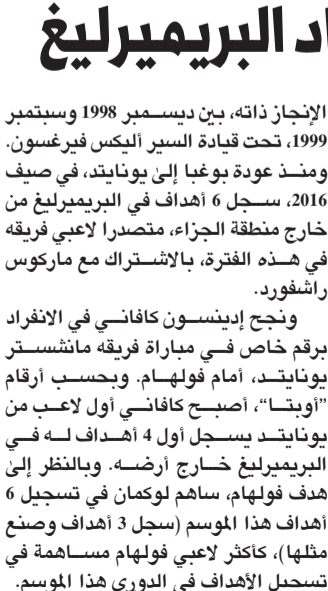 اد البريميرليغ
الإنجاز ذاته، بين ديسمبر 1998 وسبتمبر
1999، تحت قيادة السير أليكس فيرغسون.
ومنذ عودة بوغبا إلى يونايتد، في صيف
2016، سجل 6 أهداف في البريميرليغ من
خارج منطقة الجزاء، متصدرا لاعبي فريقه
في هذه الفترة، بالاشتراك مع ماركوس
راشفورد.
ونجح إدينسون كافاني في الانفراد
برقم خاص في مباراة فريقه مانشستر
يونايتد، أمام فولهام. وبحسب أرقام
”أوبتا“، أصبح كافاني أول لاعب من
يونايتد يسجل أول 4 أهداف له في
البريميرليغ خارج أرضه. وبالنظر إلى
هدف فولهام، ساهم لوكمان في تسجيل 6
أهداف هذا الموسم (سجل 3 أهداف وصنع
مثلها)، كأكثر لاعبي فولهام مساهمة في
تسجيل الأهداف في الدوري هذا الموسم.